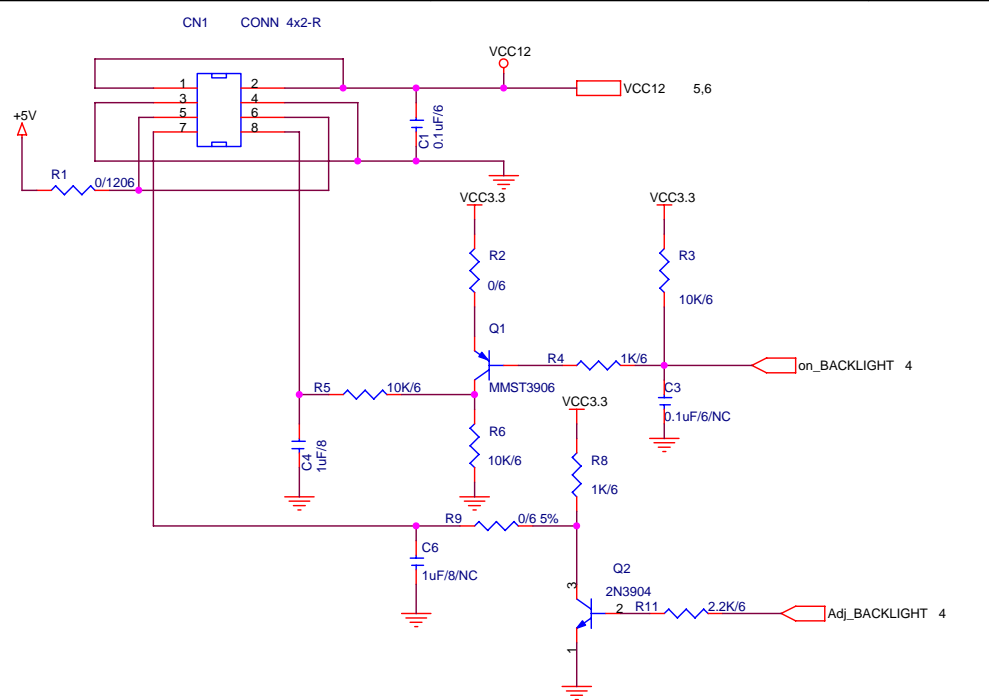 CN1 CONN 4x2-R
VCC12
1 2
3 4
5 6
7 8
VCC12 5,6
+5V
C1
0.1uF/6
R1 0/1206
VCC3.3
VCC3.3
R2
0/6
R3
10K/6
Q1
MMST3906
R4 1K/6
on_BACKLIGHT 4
R5 10K/6
C3
0.1uF/6/NC
VCC3.3
R6
10K/6
C4
1uF/8
R8
1K/6
R9 0/6 5%
C6
1uF/8/NC
Q2
2N3904
3
2
1
R11 2.2K/6
Adj_BACKLIGHT 4